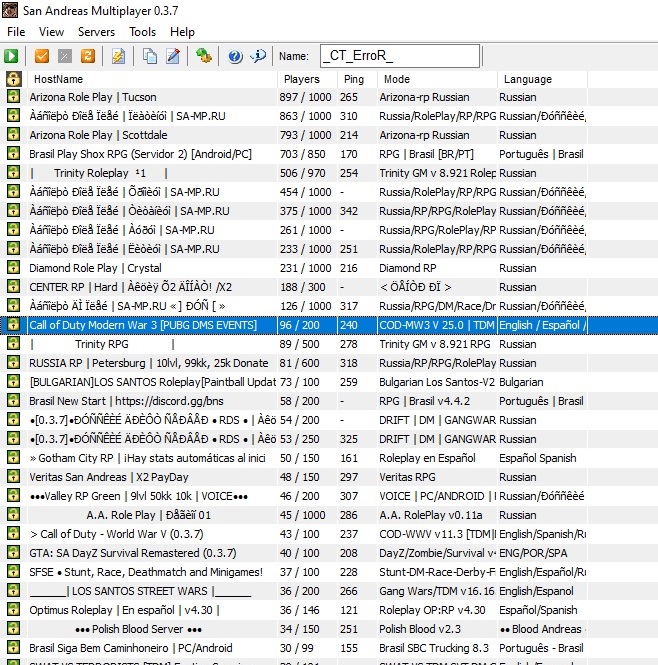 San Andreas Multiplayer 0.3.7
File View Servers Tools Help
Name: _CT_ErroR_
HostName Players Ping Mode Language
Arizona Role Play | Tucson 897 / 1000 265 Arizona-rp Russian Russian
Àáñîëþò Ðîëå Ïëåé | Ïëàòèíóì | SA-MP.RU 863 / 1000 310 Russia/RolePlay/RP/RPG Russian/Ðóññêèé,
Arizona Role Play | Scottdale 793 / 1000 214 Arizona-rp Russian Russian
Brasil Play Shox RPG (Servidor 2) [Android/PC] 703 / 850 170 RPG | Brasil [BR/PT] Português | Brasil
| Trinity Roleplay ¹1 | 506 / 970 254 Trinity GM v 8.921 Rolep Russian
Àáñîëþò Ðîëå Ïëåé | Õðîìèóì | SA-MP.RU 454 / 1000 - Russia/RP/RPG/RolePlay Russian
Àáñîëþò Ðîëå Ïëåé | Òèòàíèóì | SA-MP.RU 375 / 1000 342 Russia/RP/RPG/RolePlay Russian
Àáñîëþò Ðîëå Ïëåé | Àóðóì | SA-MP.RU 261 / 1000 - Russia/RPG/RolePlay/RP Russian
Àáñîëþò Ðîëå Ïëåé | Ëèòèóì | SA-MP.RU 233 / 1000 251 Russia/RP/RPG/RolePlay Russian
Diamond Role Play | Crystal 231 / 1000 216 Diamond RP Russian
CENTER RP | Hard | Àêöèÿ Õ2 ÄÎÍÀÒ! /X2 188 / 300 - < ÖÅÍÒÐ ÐÏ > Russian
Àáñîëþò ÄÌ Ïëåé | SA-MP.RU «] ÐÓÑ [» 126 / 1000 317 Russia/RPG/DM/Race/Dr Russian
Call of Duty Modern War 3 [PUBG DMS EVENTS] 96 / 200 240 COD-MW3 V 25.0 | TDM English / Español /
| Trinity RPG | 89 / 500 278 Trinity GM v 8.921 RPG Russian
RUSSIA RP | Petersburg | 10lvl, 99kk, 25k Donate 81 / 600 318 Russia/RP/RPG/RolePlay Russian
[BULGARIAN]LOS SANTOS Roleplay[Paintball Updat 73 / 100 259 Bulgarian Los Santos-V2 Bulgarian
Brasil New Start | https://discord.gg/bns 58 / 200 - RPG | Brasil v4.4.2 Português | Brasil
•[0.3.7]•ÐÓÑÑÊÈÉ ÄÐÈÔÒ ÑÅÐÂÅÐ • RDS • | Àêö 54 / 200 - DRIFT | DM | GANGWAR Russian
•[0.3.7]•ÐÓÑÑÊÈÉ ÄÐÈÔÒ ÑÅÐÂÅÐ • RDS • | Àêö 53 / 250 325 DRIFT | DM | GANGWAR Russian
» Gotham City RP | ¡Hay stats automáticas al inici 50 / 150 161 Roleplay en Español Español Spanish
Veritas San Andreas | X2 PayDay 48 / 150 297 Veritas RPG Russian
•••Valley RP Green | 9lvl 50kk 10k | VOICE••• 46 / 200 307 VOICE | PC/ANDROID | Russian/Ðóññêèé
A.A. Role Play | Ðåãèîí 01 45 / 1000 286 A.A. RolePlay v0.11a Russian
> Call of Duty - World War V (0.3.7) 43 / 100 237 COD-WWV v11.3 [TDM| English/Spanish/Ru
GTA: SA DayZ Survival Remastered (0.3.7) 40 / 100 208 DayZ/Zombie/Survival v ENG/POR/SPA
SFSE • Stunt, Race, Deathmatch and Minigames! 37 / 100 228 Stunt-DM-Race-Derby-F English/Español
_______| LOS SANTOS STREET WARS |______ 36 / 200 266 Gang Wars/TDM v16.16 English/Español/Ru
Optimus Roleplay | En español | v4.30 | 36 / 146 121 Roleplay OP:RP v4.30 Español, English
••• Polish Blood Server ••• 34 / 150 251 Polish Blood v2.3 •• Blood Andreas
Brasil Siga Bem Caminhoneiro | PC/Android 30 / 99 155 Brasil SBC Trucking 8.3 Português - Brasil